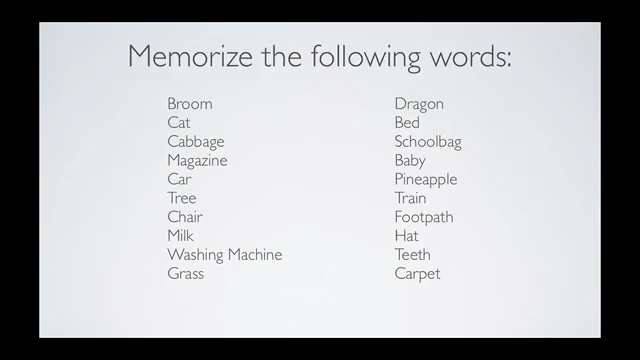 Memorize the following words:
Broom
Cat
Cabbage
Magazine
Car
Tree
Chair
Milk
Washing Machine
Grass
Dragon
Bed
Schoolbag
Baby
Pineapple
Train
Footpath
Hat
Teeth
Carpet